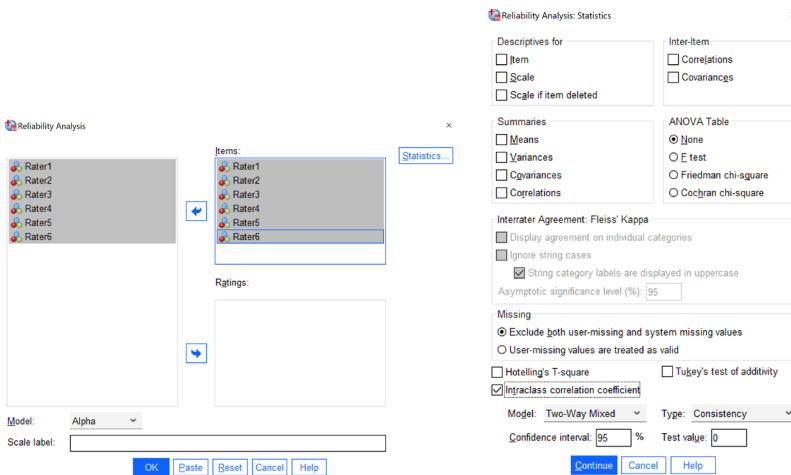 Reliability Analysis
Items:
Statistics...
Rater1
Rater2
Rater3
Rater4
Rater5
Rater6
Rater1
Rater2
Rater3
Rater4
Rater5
Rater6
Ratings:
Model: Alpha
Scale label:
OK Paste Reset Cancel Help
Reliability Analysis: Statistics
Descriptives for
Item
Scale
Scale if item deleted
Inter-Item
Correlations
Covariances
Summaries
Means
Variances
Covariances
Correlations
ANOVA Table
None
F test
Friedman chi-square
Cochran chi-square
Interrater Agreement: Fleiss' Kappa
Display agreement on individual categories
Ignore string cases
String category labels are displayed in uppercase
Asymptotic significance level (%): 95
Missing
Exclude both user-missing and system missing values
User-missing values are treated as valid
Hotelling's T-square Tukey's test of additivity
Intraclass correlation coefficient
Model: Two-Way Mixed Type: Consistency
Confidence interval: 95 % Test value: 0
Continue Cancel Help